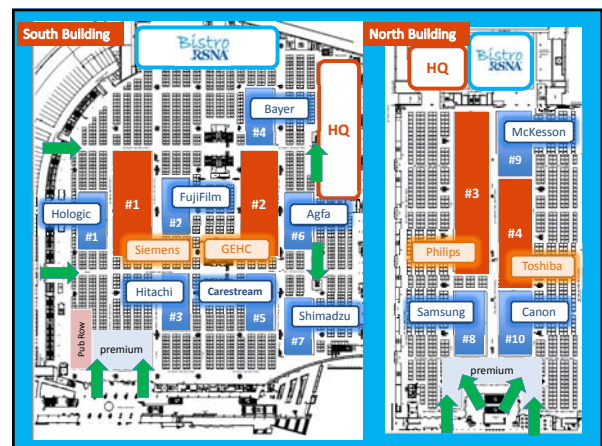 South Building
Bistro
RSNA
Bayer
#4
HQ
#1
FujiFilm
#2
#2
Hologic
#1
Agfa
#6
Siemens
GEHC
Hitachi
#3
Carestream
#5
Shimadzu
#7
Pub Row
premium
North Building
HQ
Bistro
RSNA
McKesson
#9
#3
#4
Philips
Toshiba
Samsung
#8
Canon
#10
premium